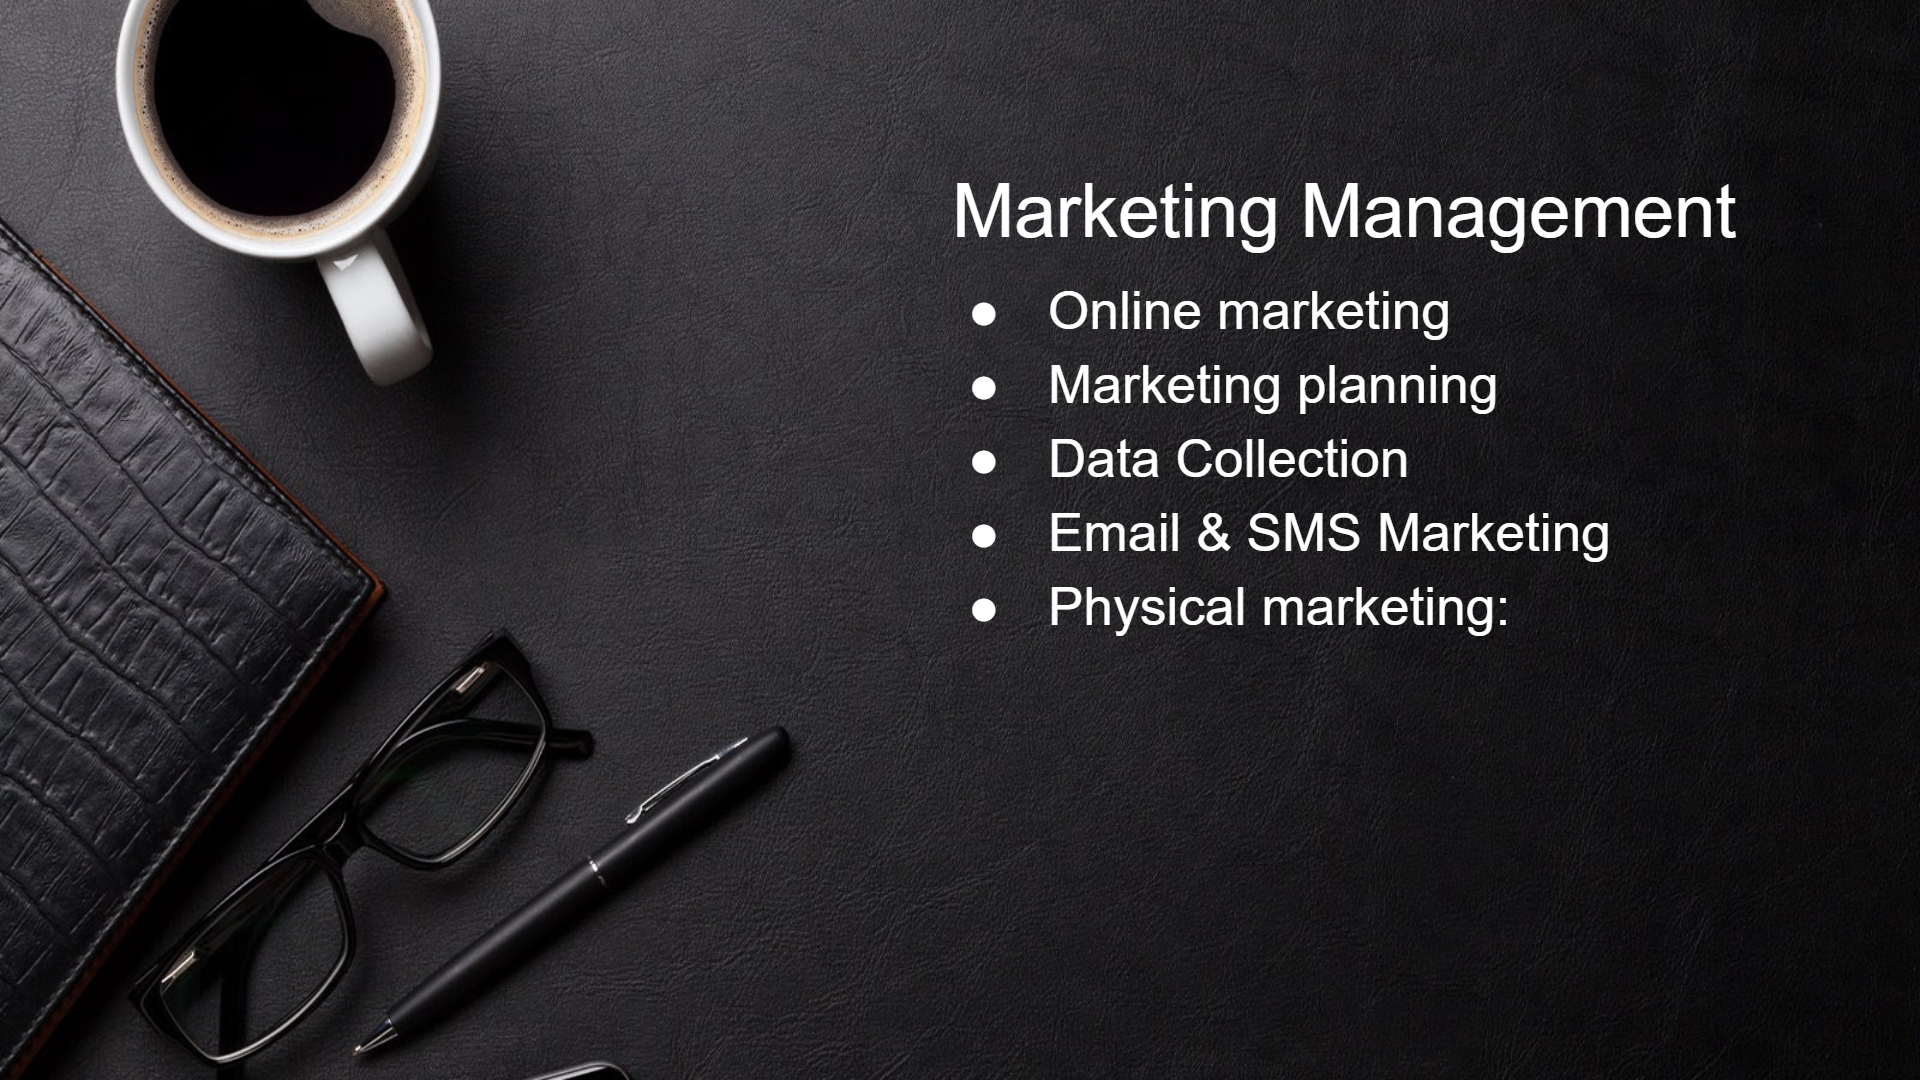 Marketing Management
● Online marketing
● Marketing planning
● Data Collection
● Email & SMS Marketing
● Physical marketing: